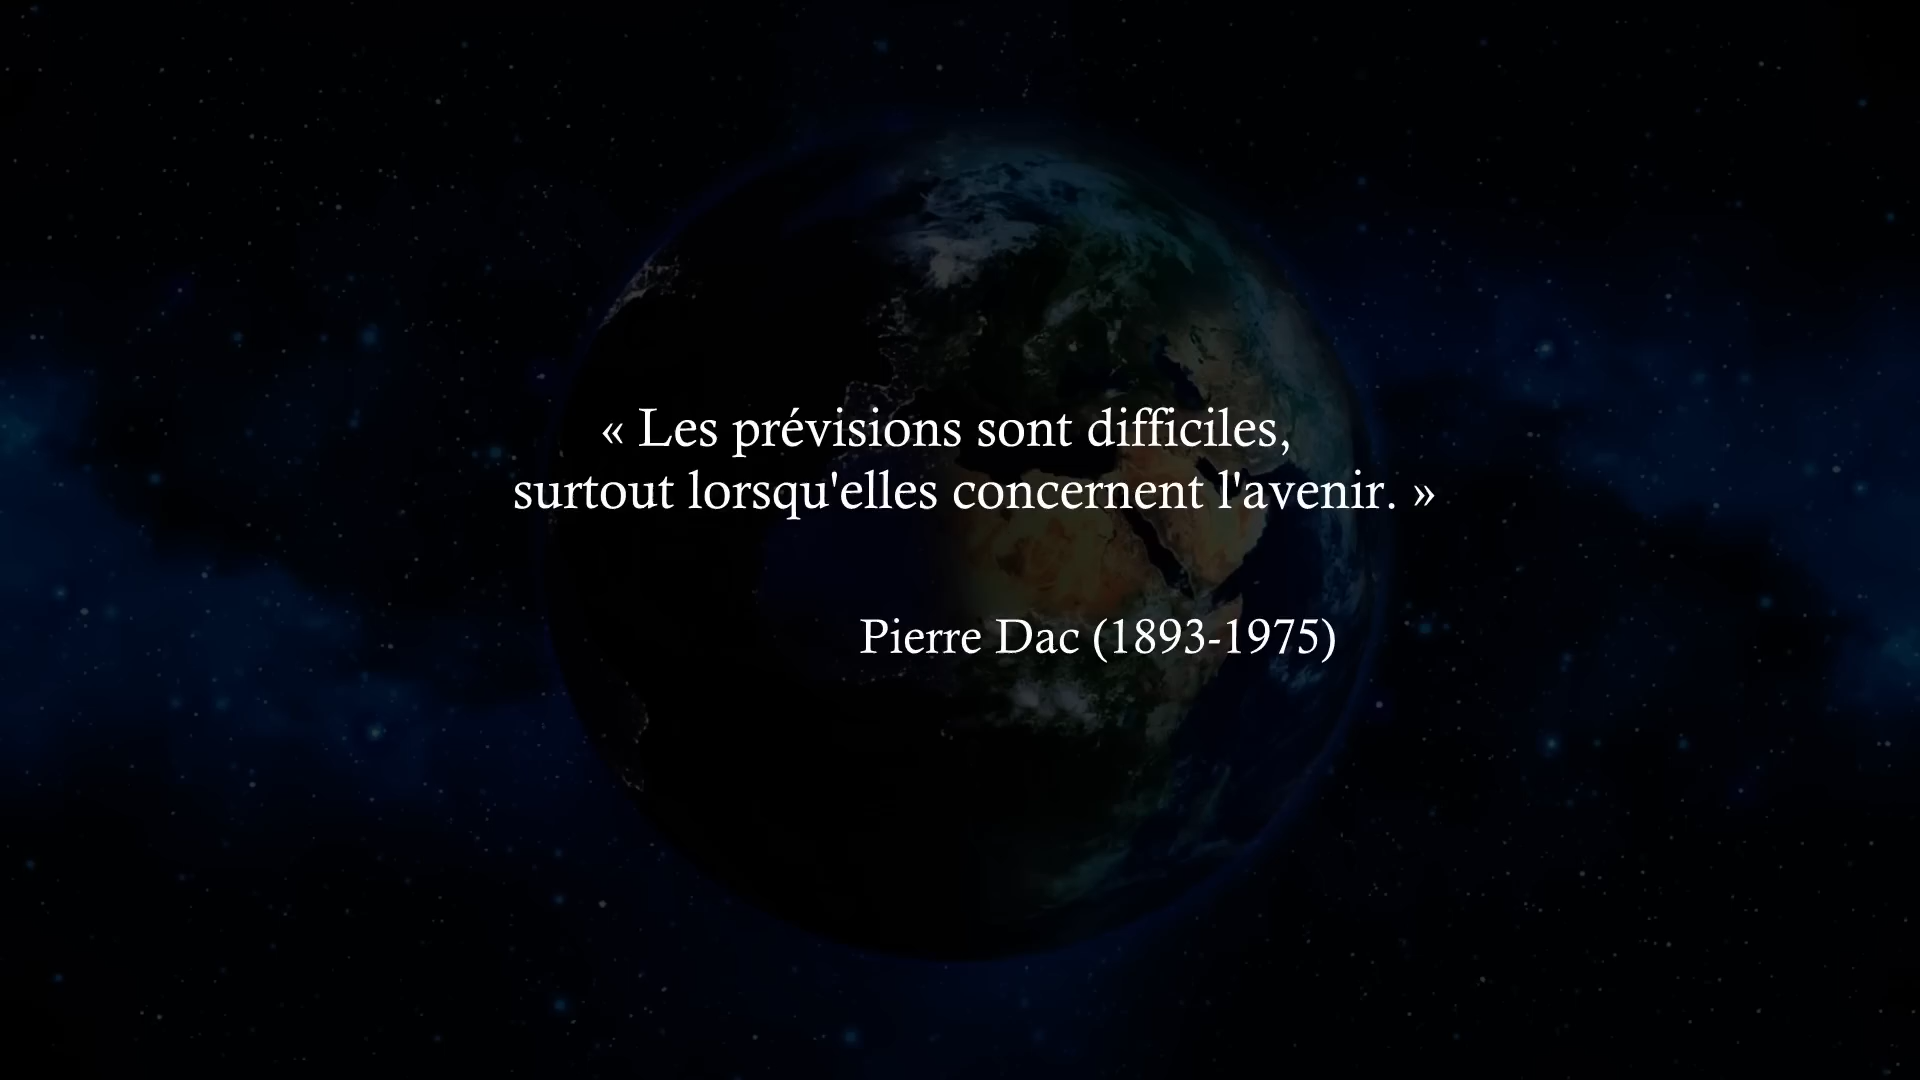 « Les prévisions sont difficiles,
surtout lorsqu'elles concernent l'avenir. »
Pierre Dac (1893-1975)